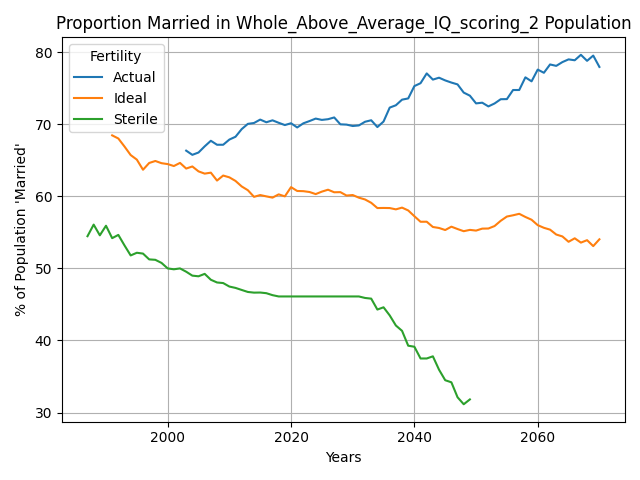 Proportion Married in Whole_Above_Average_IQ_scoring_2 Population
Fertility
Actual
Ideal
Sterile
% of Population 'Married'
80
70
60
50
40
30
2000
2020
2040
2060
Years